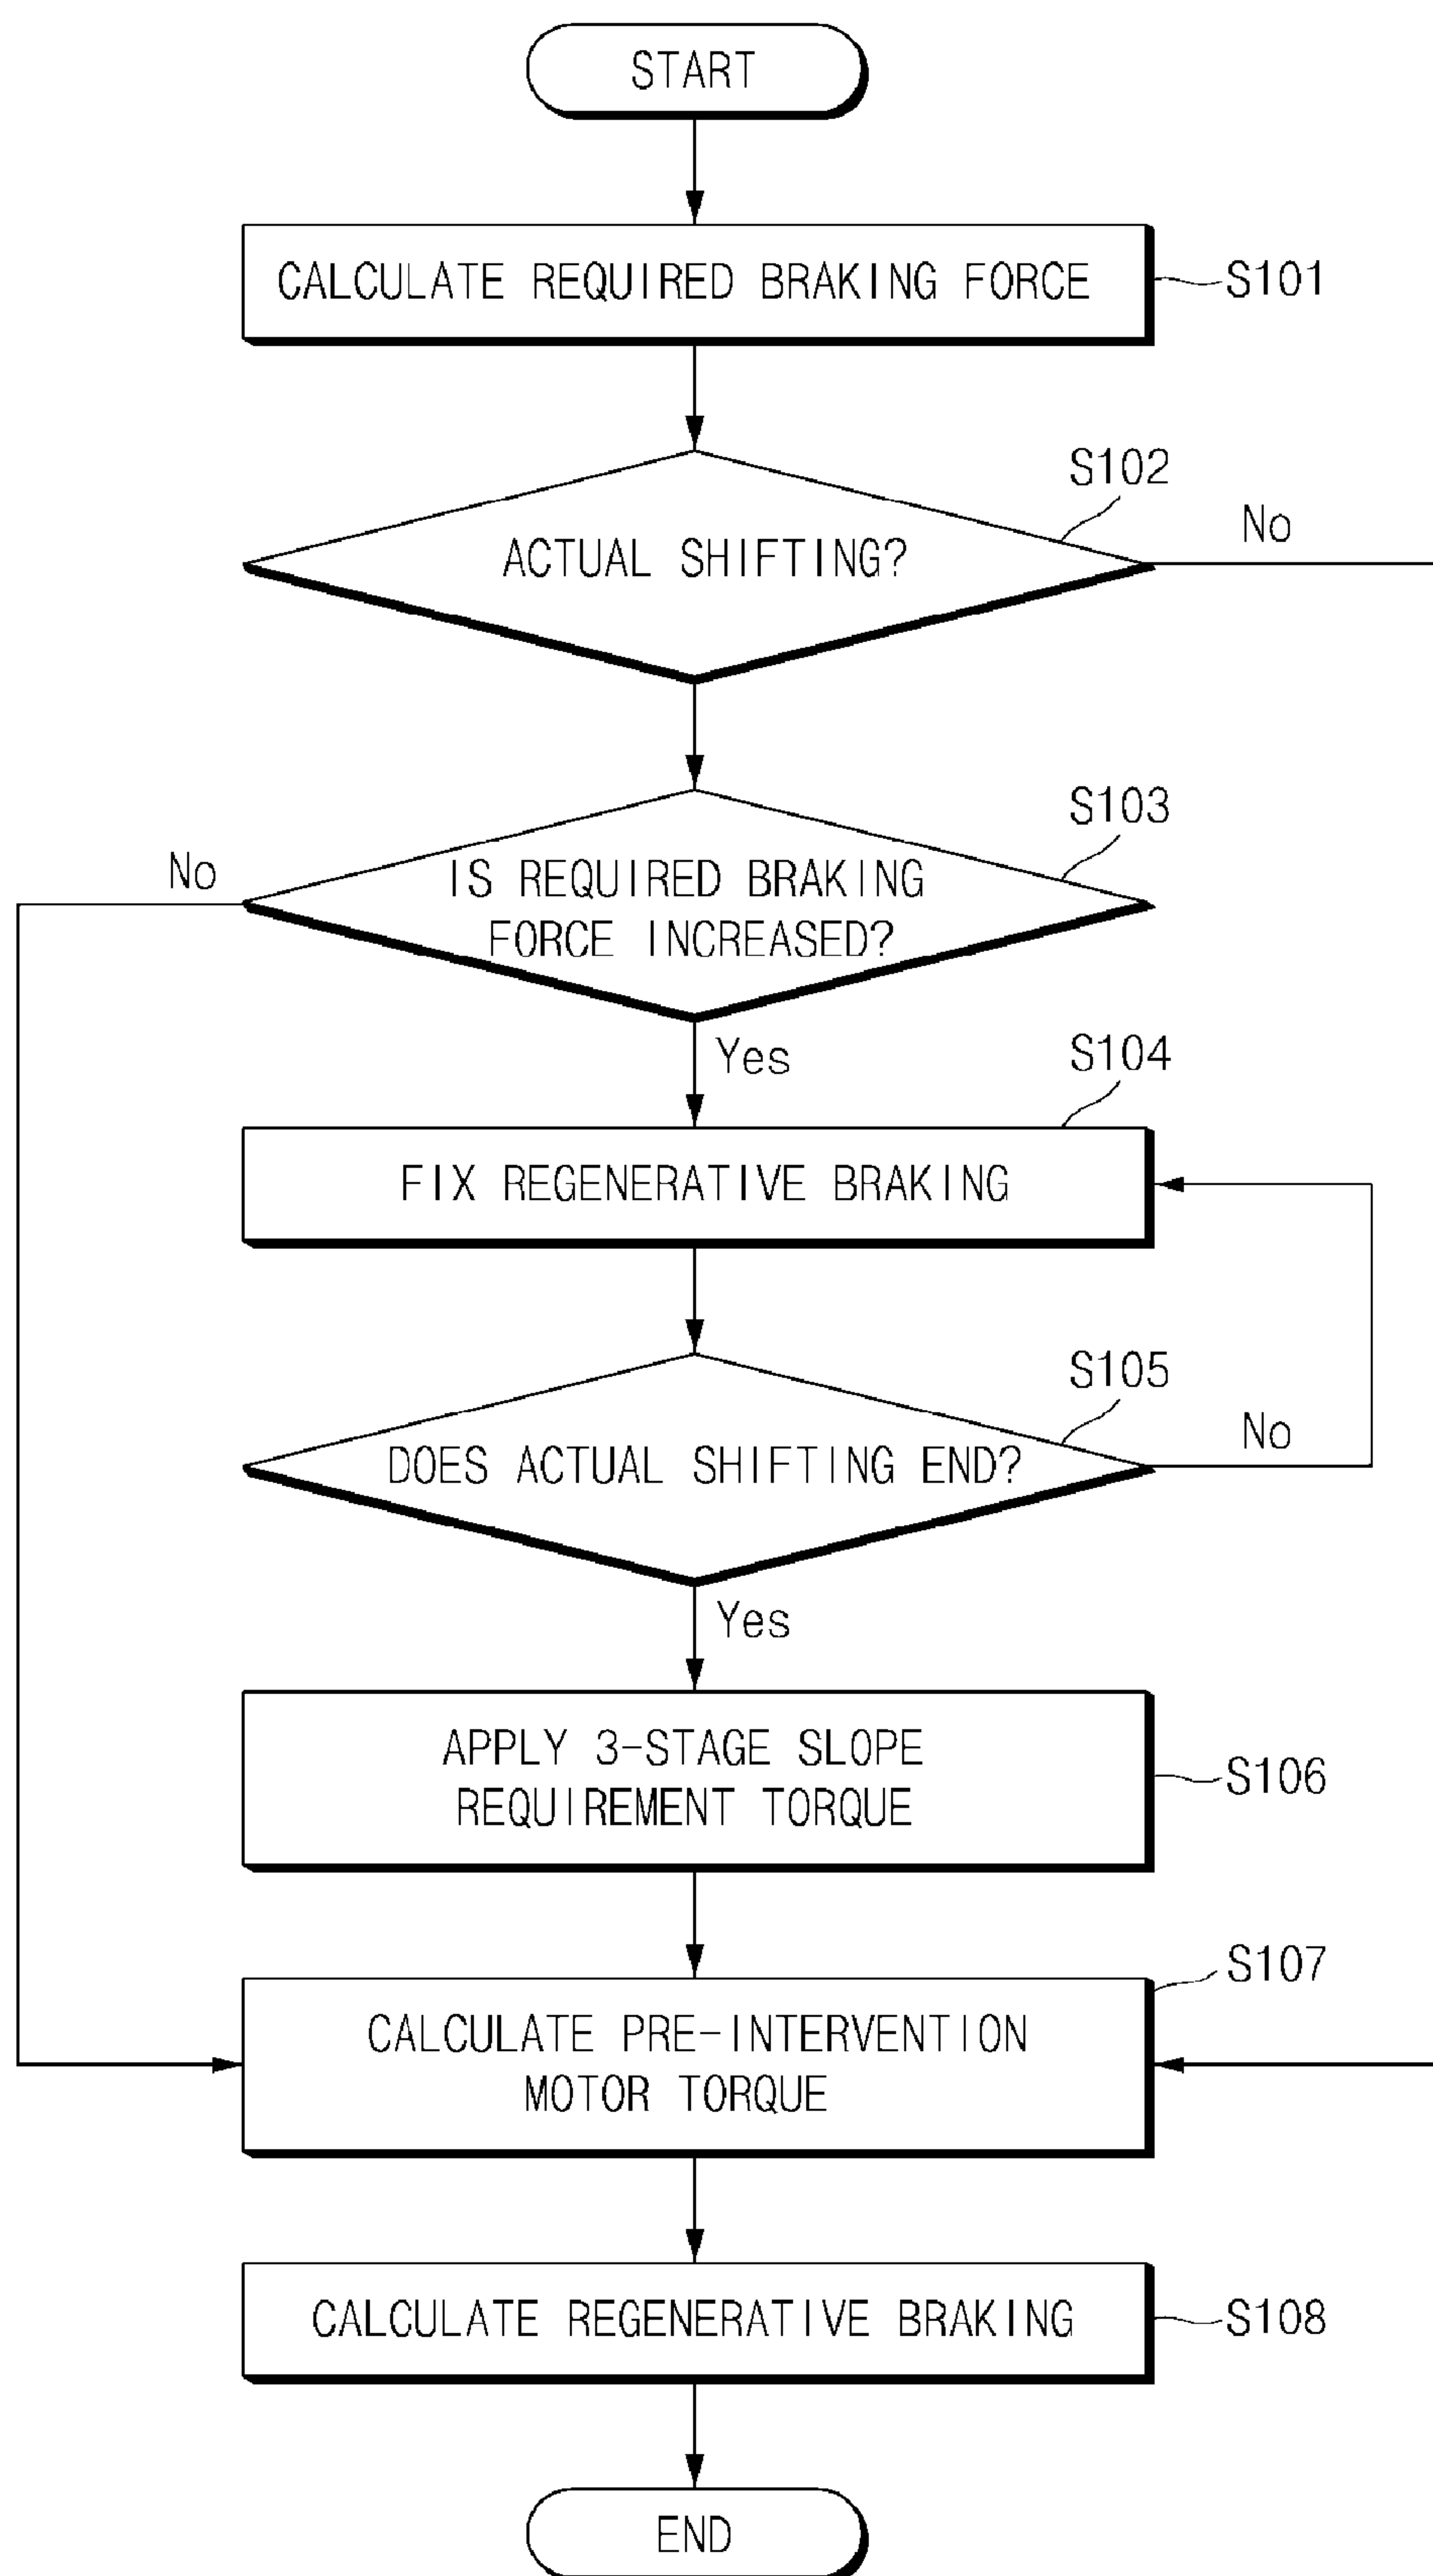 START
CALCULATE REQUIRED BRAKING FORCE
S101
S102
ACTUAL SHIFTING?
No
S103
IS REQUIRED BRAKING
FORCE INCREASED?
No
Yes
S104
FIX REGENERATIVE BRAKING
S105
DOES ACTUAL SHIFTING END?
No
Yes
APPLY 3-STAGE SLOPE
REQUIREMENT TORQUE
S106
S107
CALCULATE PRE-INTERVENTION
MOTOR TORQUE
CALCULATE REGENERATIVE BRAKING
S108
END